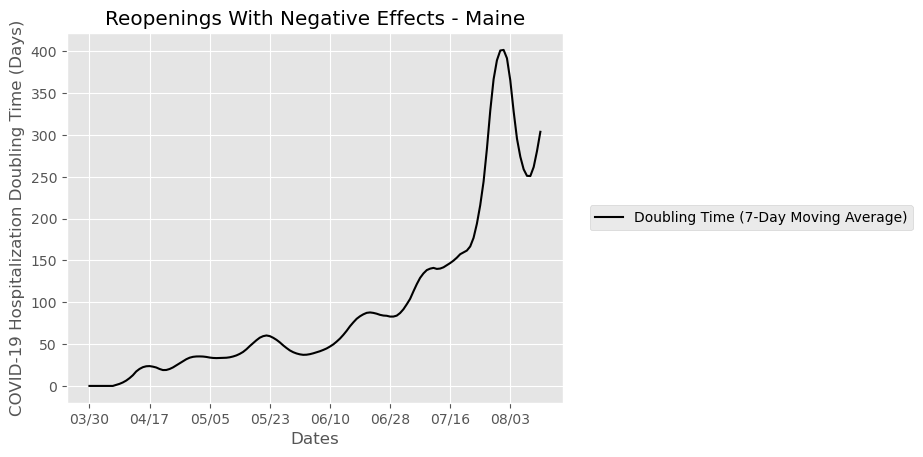 Reopenings With Negative Effects - Maine
COVID-19 Hospitalization Doubling Time (Days)
400
350
300
250
200
150
100
50
0
03/30 04/17 05/05 05/23 06/10 06/28 07/16 08/03
Dates
Doubling Time (7-Day Moving Average)